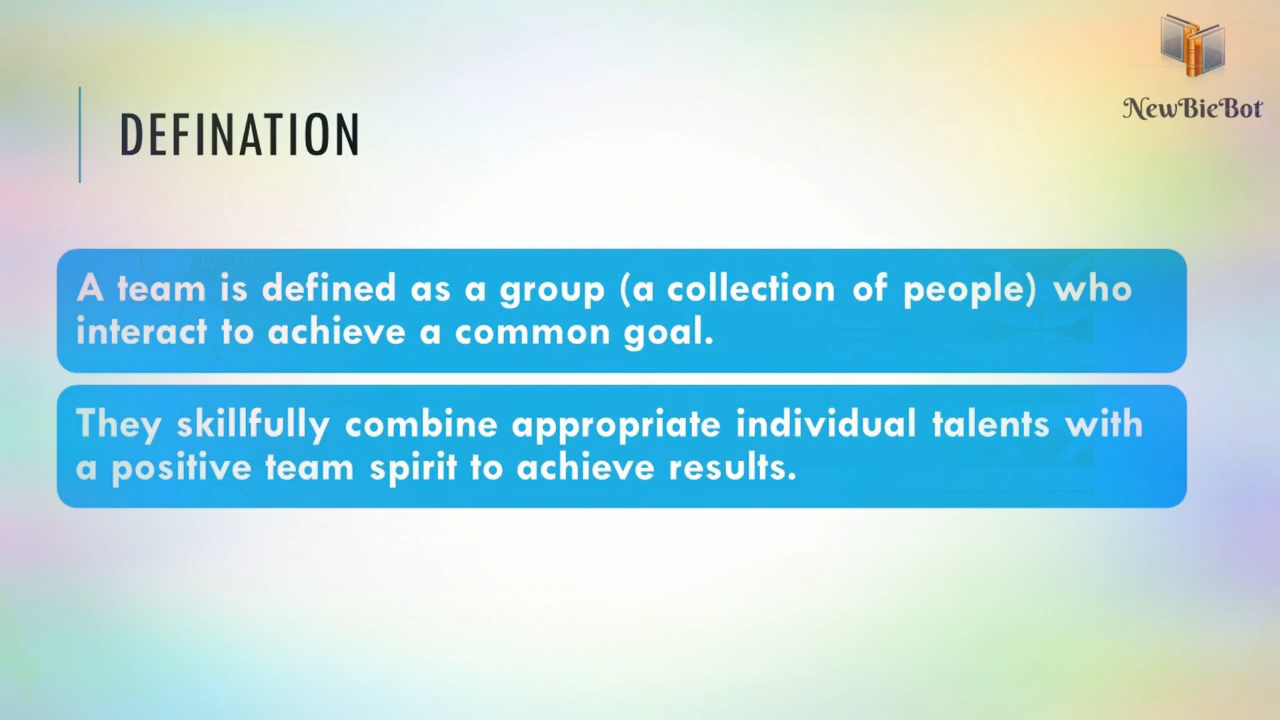 NewBieBot
DEFINATION
A team is defined as a group (a collection of people) who
interact to achieve a common goal.
They skillfully combine appropriate individual talents with
a positive team spirit to achieve results.